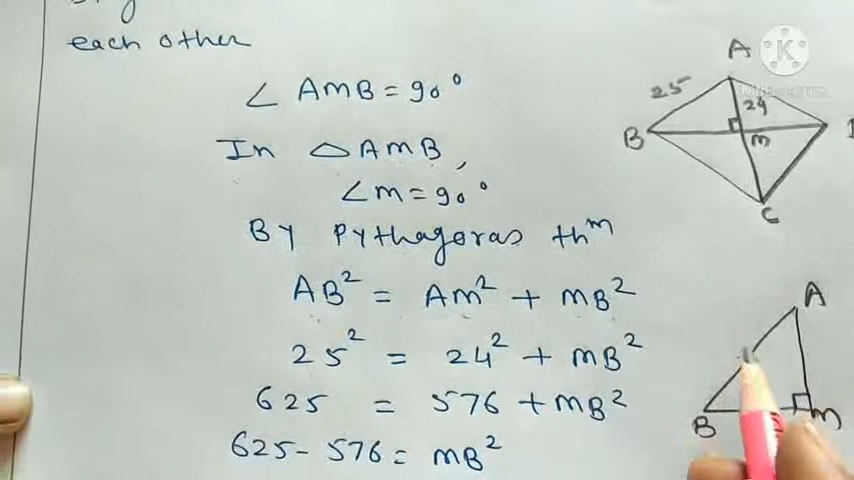 each other
∠ AMB = 90°
In △AMB,
∠M = 90°
By Pythagoras thm
AB² = AM² + MB²
25² = 24² + MB²
625 = 576 + MB²
625 - 576 = MB²
A
25
24
B
M
C
A
B
M
K